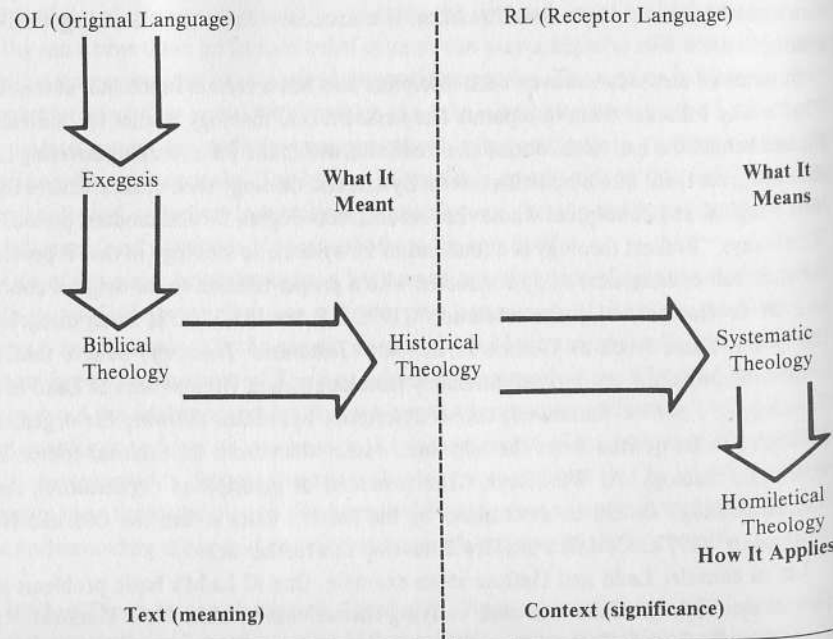 OL (Original Language)
RL (Receptor Language)
Exegesis
What It
Meant
What It
Means
Biblical
Theology
Historical
Theology
Systematic
Theology
Homiletical
Theology
How It Applies
Text (meaning)
Context (significance)